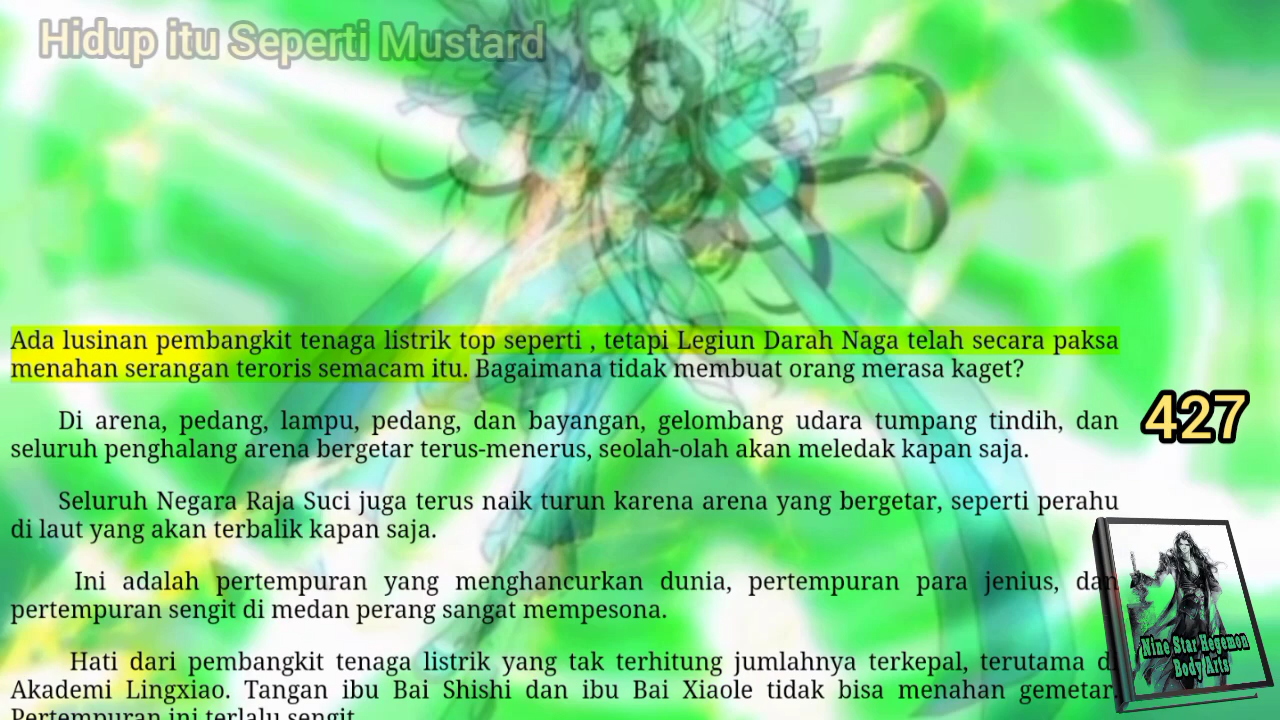 Hidup itu Seperti Mustard
Ada lusinan pembangkit tenaga listrik top seperti , tetapi Legiun Darah Naga telah secara paksa
menahan serangan teroris semacam itu. Bagaimana tidak membuat orang merasa kaget?
Di arena, pedang, lampu, pedang, dan bayangan, gelombang udara tumpang tindih, dan
seluruh penghalang arena bergetar terus-menerus, seolah-olah akan meledak kapan saja.
427
Seluruh Negara Raja Suci juga terus naik turun karena arena yang bergetar, seperti perahu
di laut yang akan terbalik kapan saja.
Ini adalah pertempuran yang menghancurkan dunia, pertempuran para jenius, dan
pertempuran sengit di medan perang sangat mempesona.
Hati dari pembangkit tenaga listrik yang tak terhitung jumlahnya terkepal, terutama di
Akademi Lingxiao. Tangan ibu Bai Shishi dan ibu Bai Xiaole tidak bisa menahan gemetar.
Pertempuran ini terlalu sengit.
Nine Star Hegemon
Body Arts